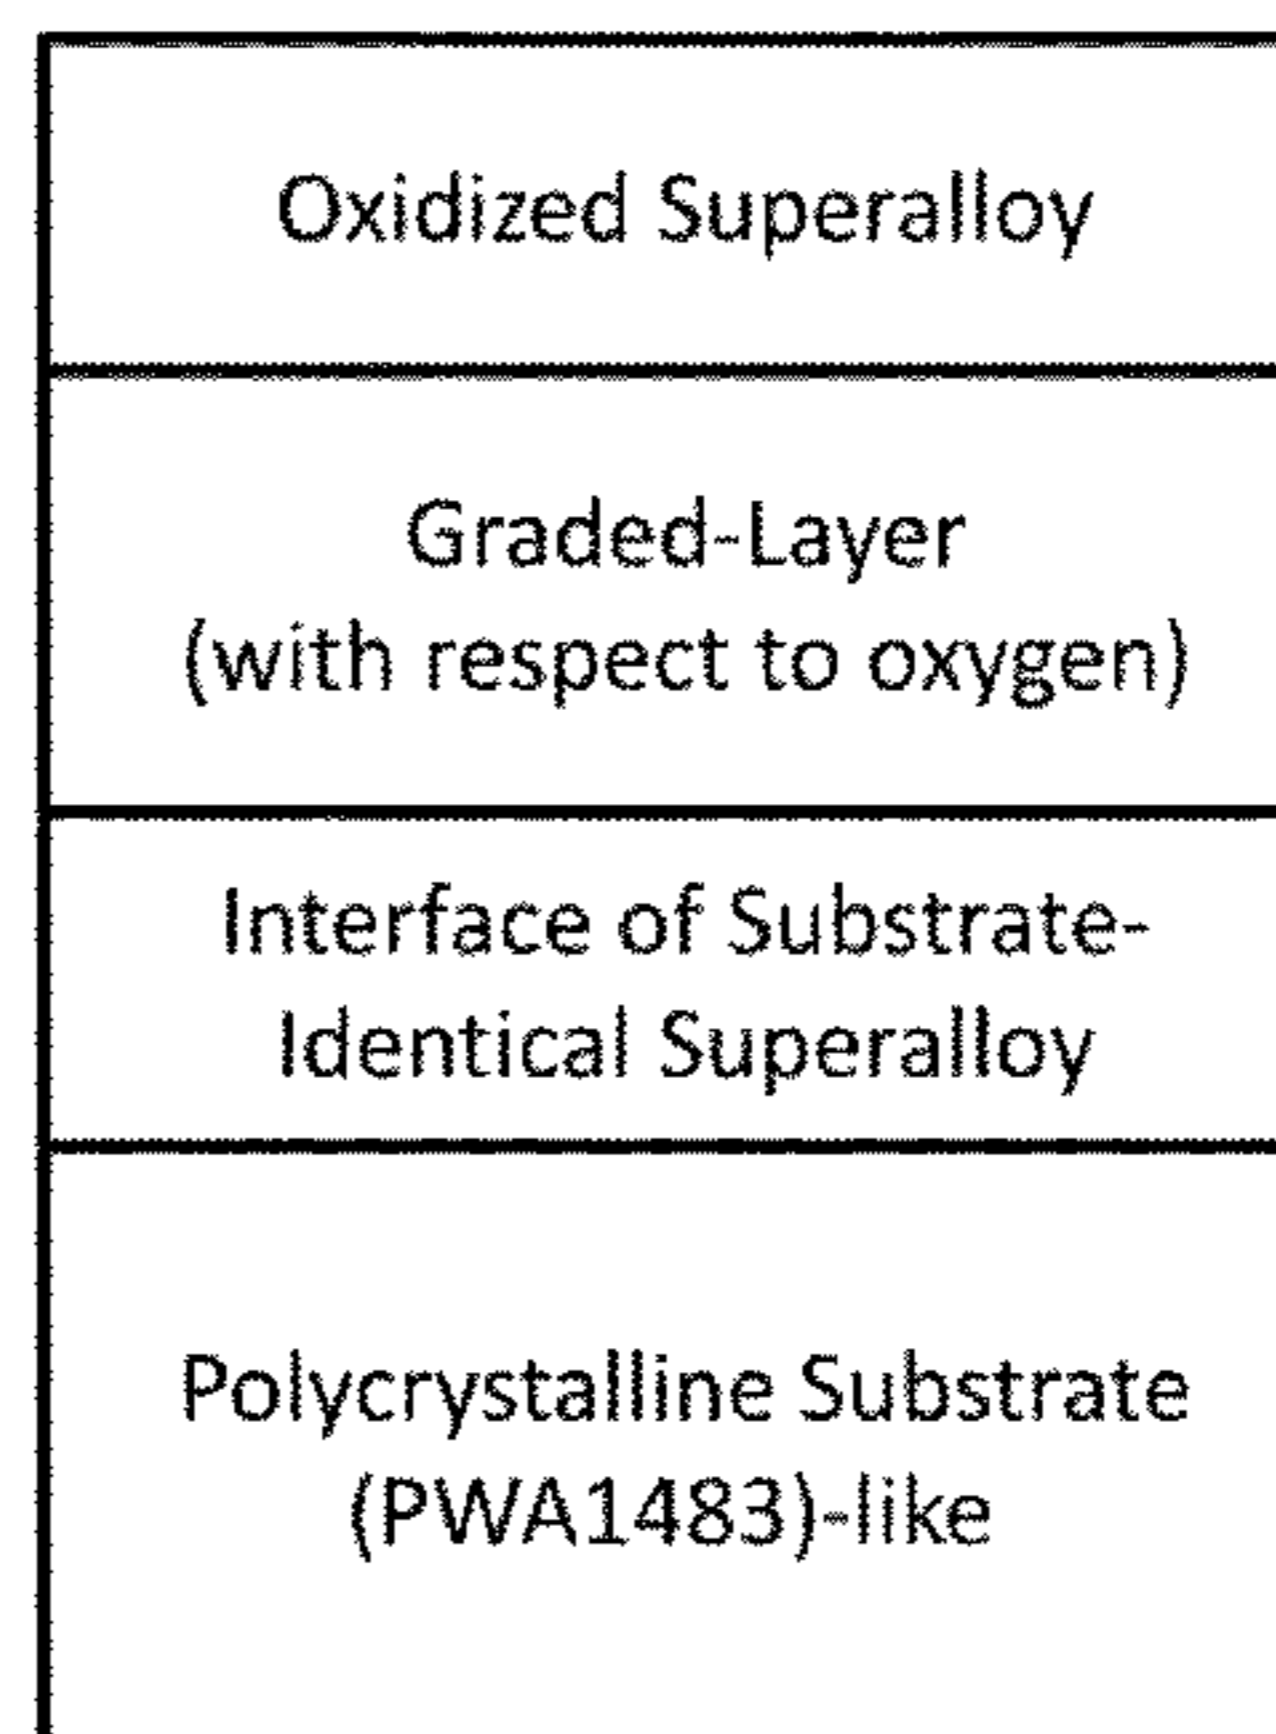 Oxidized Superalloy
Graded-Layer
(with respect to oxygen)
Interface of Substrate-
Identical Superalloy
Polycrystalline Substrate
(PWA1483)-like